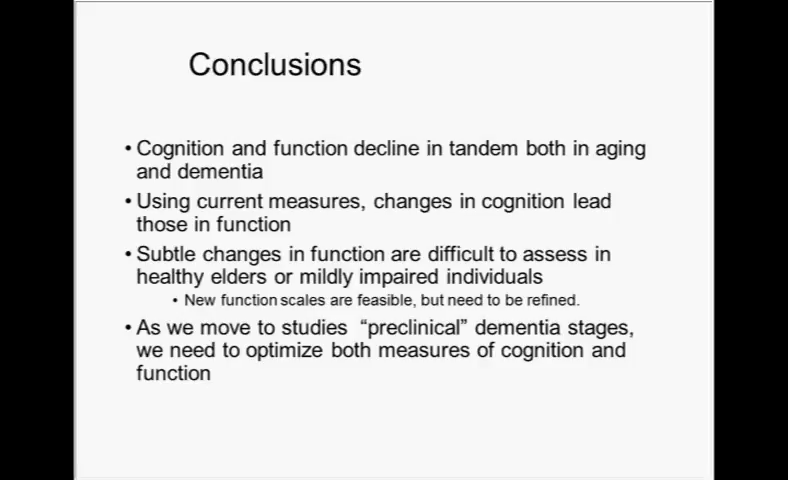 Conclusions
• Cognition and function decline in tandem both in aging
and dementia
• Using current measures, changes in cognition lead
those in function
• Subtle changes in function are difficult to assess in
healthy elders or mildly impaired individuals
• New function scales are feasible, but need to be refined.
• As we move to studies “preclinical” dementia stages,
we need to optimize both measures of cognition and
function